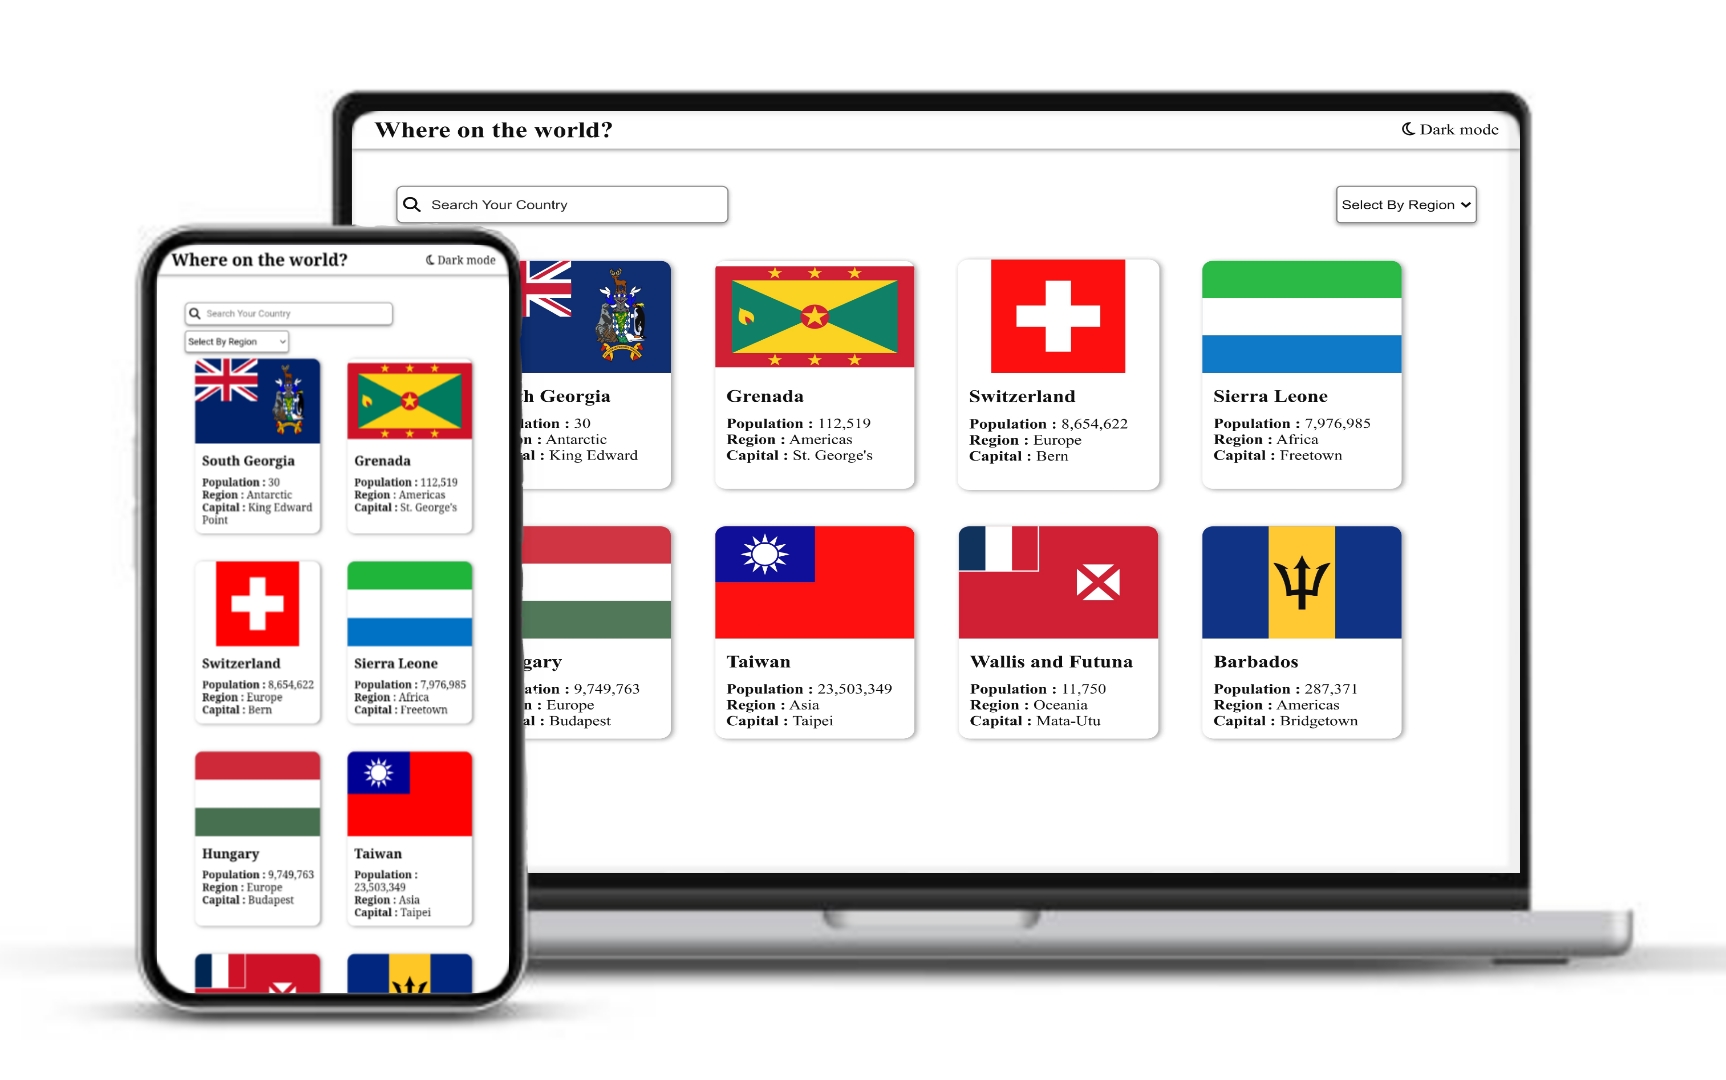 Where on the world?
Dark mode
Search Your Country
Select By Region
h Georgia
lation : 30
n : Antarctic
al : King Edward
Grenada
Population : 112,519
Region : Americas
Capital : St. George's
Switzerland
Population : 8,654,622
Region : Europe
Capital : Bern
Sierra Leone
Population : 7,976,985
Region : Africa
Capital : Freetown
gary
ation : 9,749,763
n : Europe
al : Budapest
Taiwan
Population : 23,503,349
Region : Asia
Capital : Taipei
Wallis and Futuna
Population : 11,750
Region : Oceania
Capital : Mata-Utu
Barbados
Population : 287,371
Region : Americas
Capital : Bridgetown
Where on the world?
Dark mode
Search Your Country
Select By Region
South Georgia
Population : 30
Region : Antarctic
Capital : King Edward
Point
Grenada
Population : 112,519
Region : Americas
Capital : St. George's
Switzerland
Population : 8,654,622
Region : Europe
Capital : Bern
Sierra Leone
Population : 7,976,985
Region : Africa
Capital : Freetown
Hungary
Population : 9,749,763
Region : Europe
Capital : Budapest
Taiwan
Population :
23,503,349
Region : Asia
Capital : Taipei